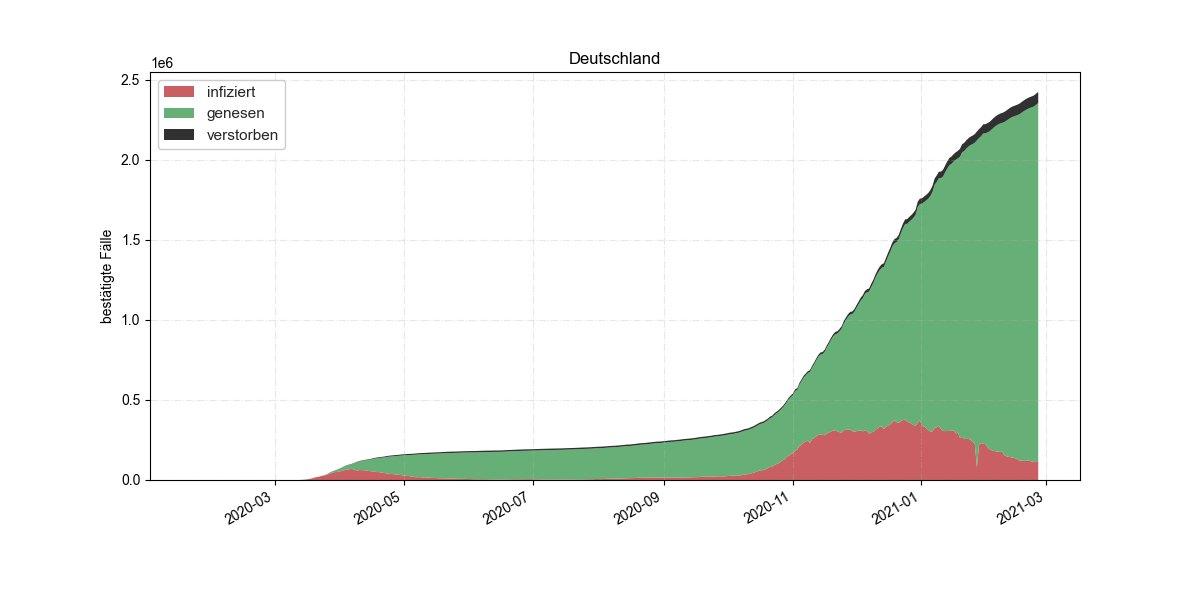 Deutschland
1e6
2.5
2.0
1.5
1.0
0.5
0.0
bestätigte Fälle
infiziert
genesen
verstorben
2020-03
2020-05
2020-07
2020-09
2020-11
2021-01
2021-03